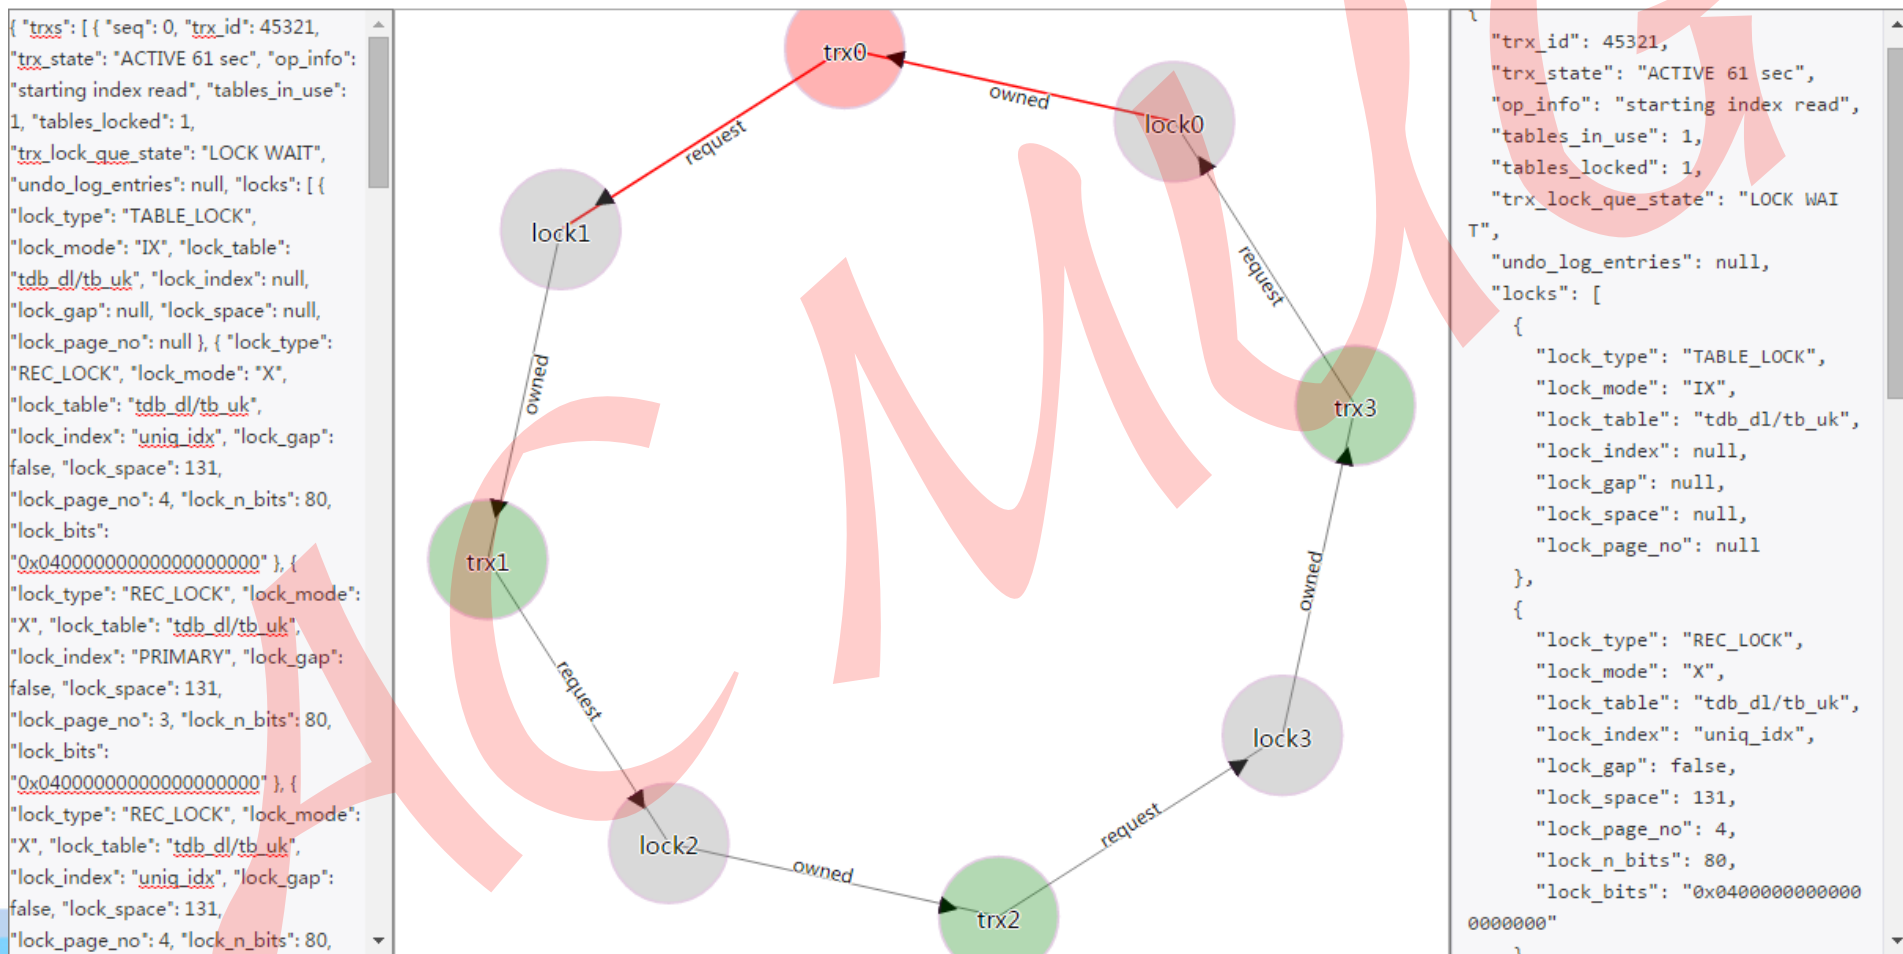 { "trxs": [ { "seq": 0, "trx_id": 45321,
"trx_state": "ACTIVE 61 sec", "op_info":
"starting index read", "tables_in_use":
1, "tables_locked": 1,
"trx_lock_que_state": "LOCK WAIT",
"undo_log_entries": null, "locks": [ {
"lock_type": "TABLE_LOCK",
"lock_mode": "IX", "lock_table":
"tdb_dl/tb_uk", "lock_index": null,
"lock_gap": null, "lock_space": null,
"lock_page_no": null }, { "lock_type":
"REC_LOCK", "lock_mode": "X",
"lock_table": "tdb_dl/tb_uk",
"lock_index": "uniq_idx", "lock_gap":
false, "lock_space": 131,
"lock_page_no": 4, "lock_n_bits": 80,
"lock_bits":
"0x04000000000000000000" }, {
"lock_type": "REC_LOCK", "lock_mode":
"X", "lock_table": "tdb_dl/tb_uk",
"lock_index": "PRIMARY", "lock_gap":
false, "lock_space": 131,
"lock_page_no": 3, "lock_n_bits": 80,
"lock_bits":
"0x04000000000000000000" }, {
"lock_type": "REC_LOCK", "lock_mode":
"X", "lock_table": "tdb_dl/tb_uk",
"lock_index": "uniq_idx", "lock_gap":
false, "lock_space": 131,
"lock_page_no": 4, "lock_n_bits": 80,
trx0
owned
lock0
request
lock1
request
owned
trx3
trx1
owned
request
lock3
request
lock2
owned
trx2
ACMUG
{
"trx_id": 45321,
"trx_state": "ACTIVE 61 sec",
"op_info": "starting index read",
"tables_in_use": 1,
"tables_locked": 1,
"trx_lock_que_state": "LOCK WAI
T",
"undo_log_entries": null,
"locks": [
{
"lock_type": "TABLE_LOCK",
"lock_mode": "IX",
"lock_table": "tdb_dl/tb_uk",
"lock_index": null,
"lock_gap": null,
"lock_space": null,
"lock_page_no": null
},
{
"lock_type": "REC_LOCK",
"lock_mode": "X",
"lock_table": "tdb_dl/tb_uk",
"lock_index": "uniq_idx",
"lock_gap": false,
"lock_space": 131,
"lock_page_no": 4,
"lock_n_bits": 80,
"lock_bits": "0x0400000000000
0000000"
}